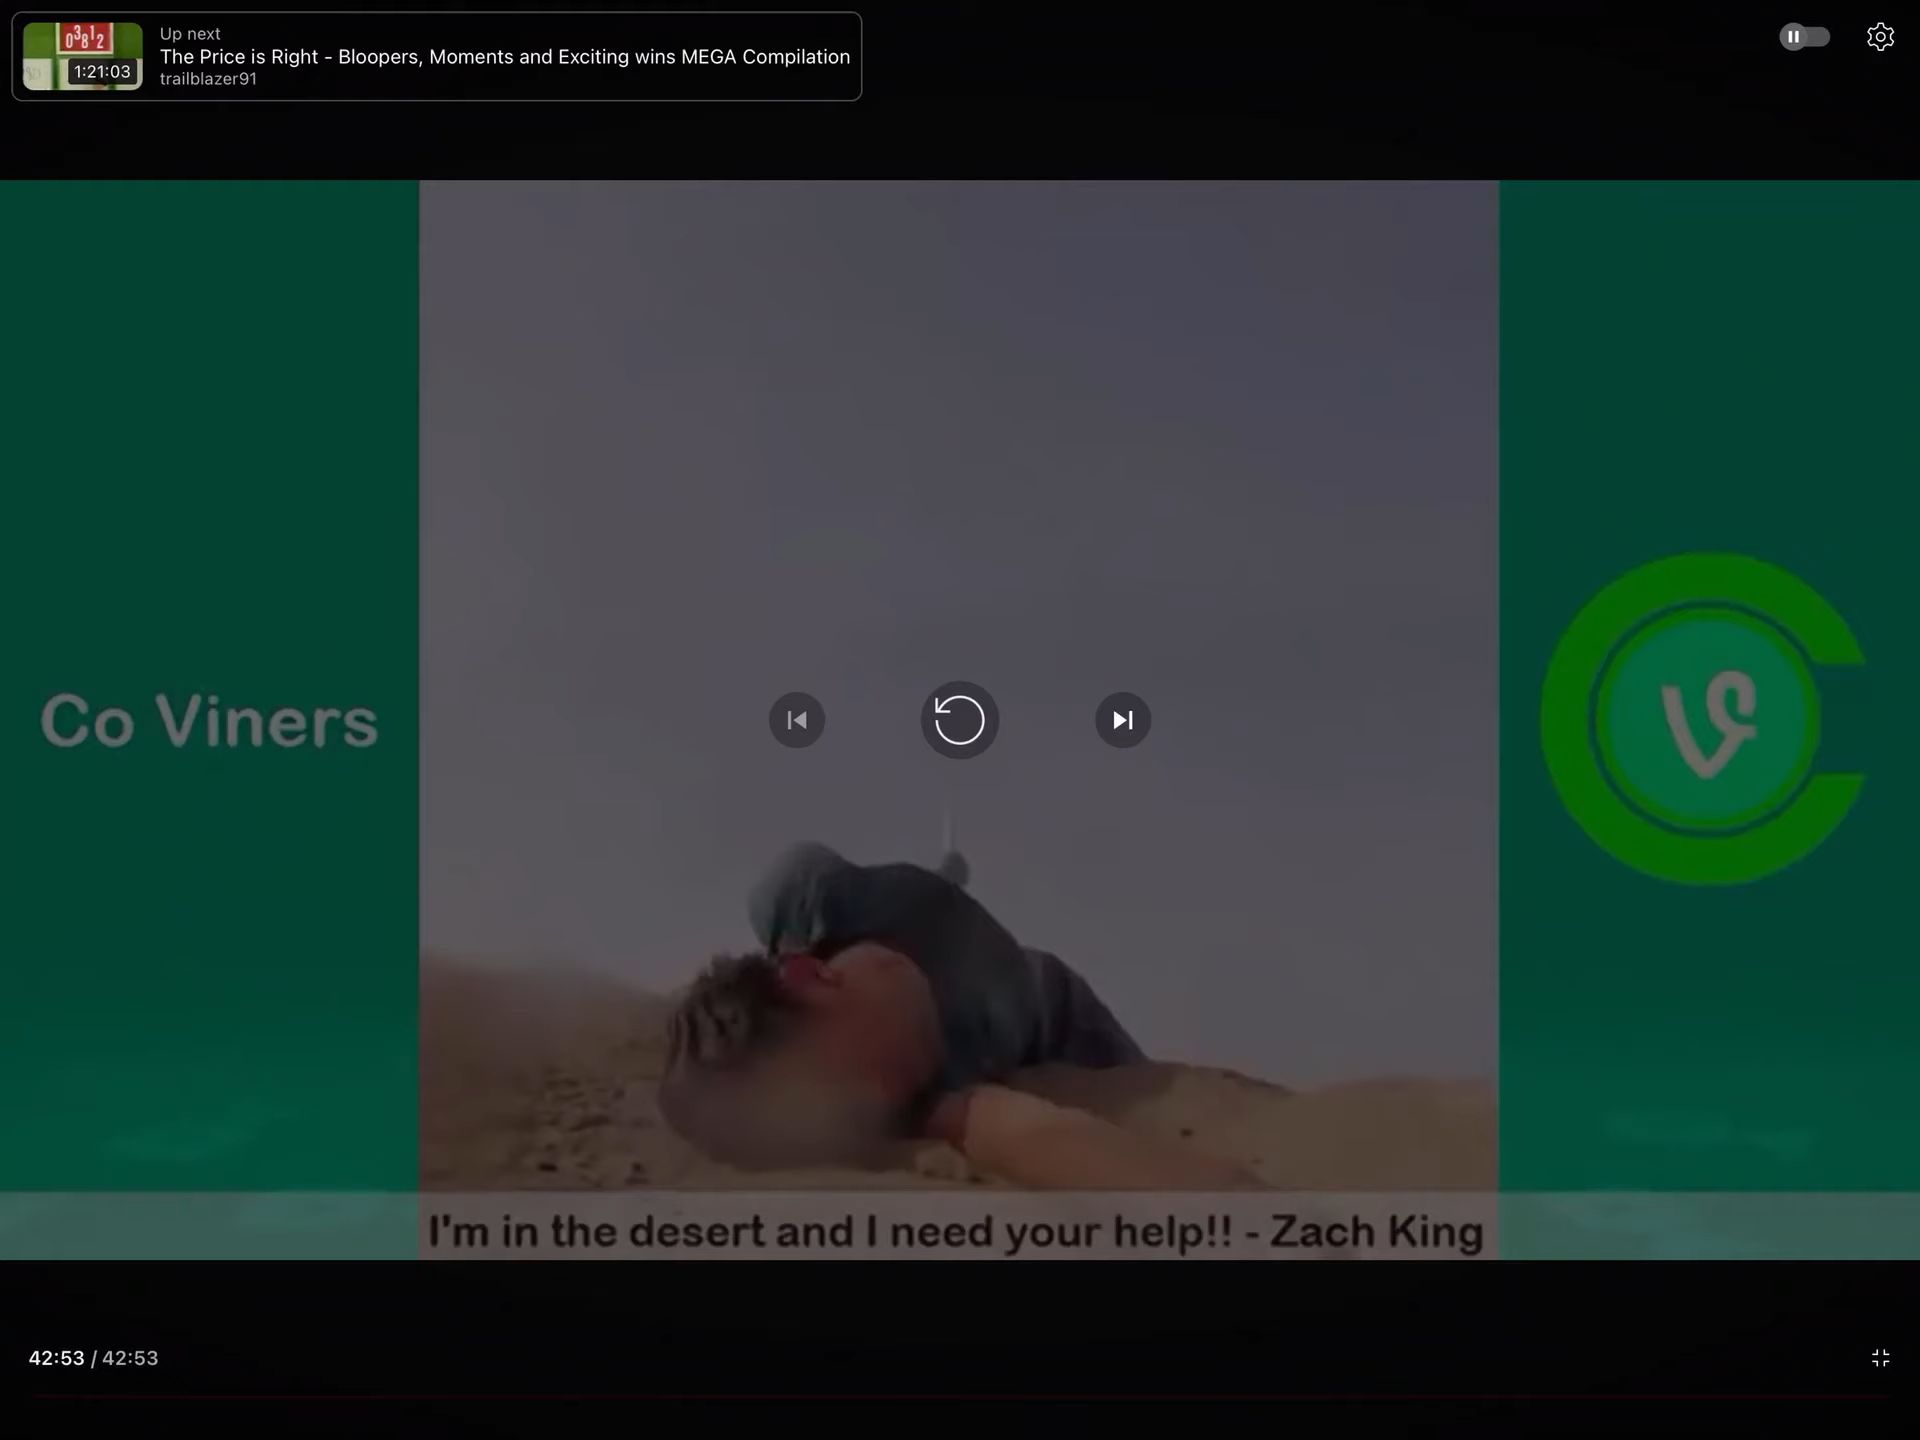 Up next
The Price is Right - Bloopers, Moments and Exciting wins MEGA Compilation
trailblazer91
03812
1:21:03
Co Viners
I'm in the desert and I need your help!! - Zach King
42:53 / 42:53